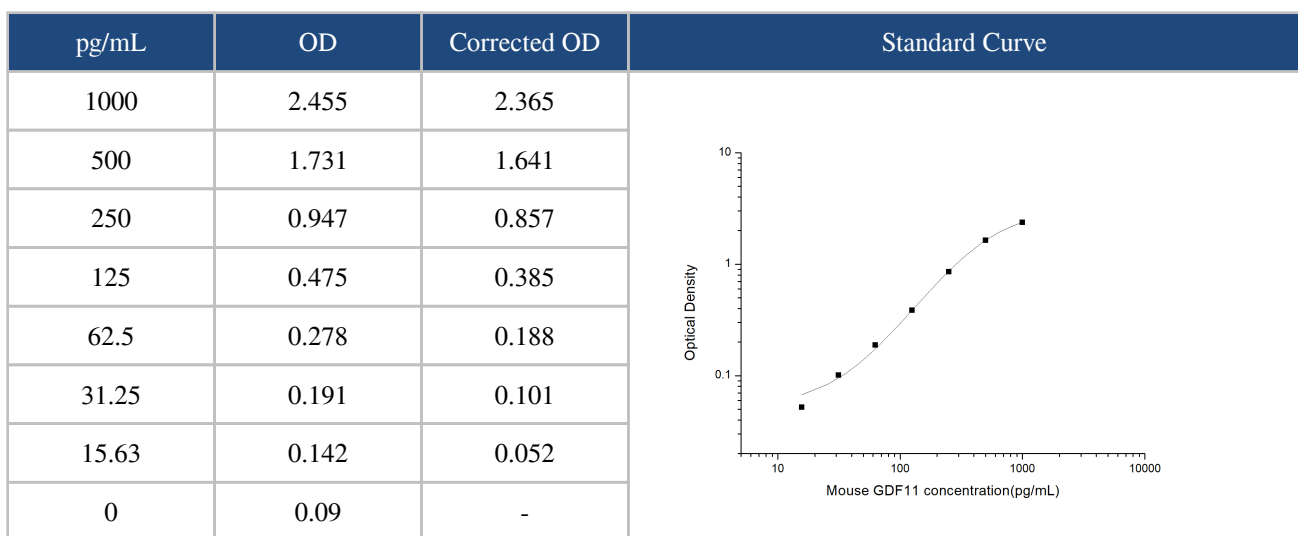 pg/mL OD Corrected OD Standard Curve
1000 2.455 2.365
500 1.731 1.641
250 0.947 0.857
125 0.475 0.385
62.5 0.278 0.188
31.25 0.191 0.101
15.63 0.142 0.052
0 0.09 -
10
1
0.1
Optical Density
10 100 1000 10000
Mouse GDF11 concentration(pg/mL)